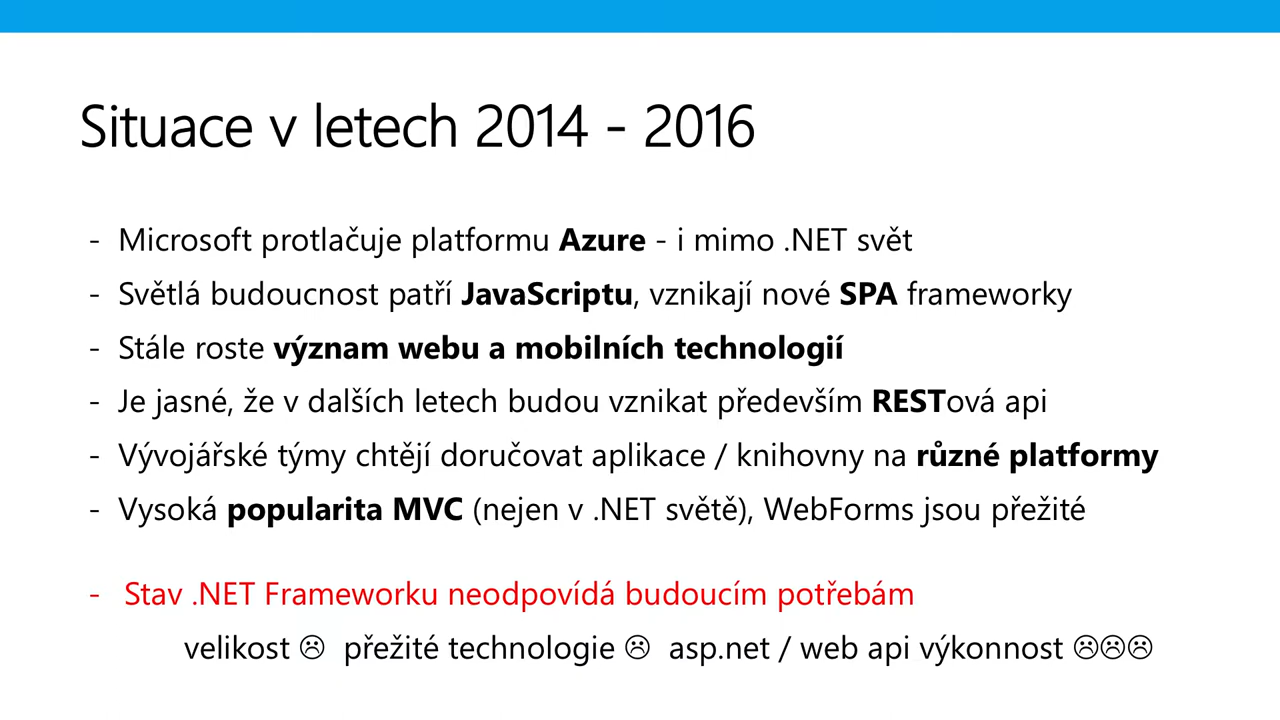 Situace v letech 2014 - 2016
- Microsoft protlačuje platformu Azure - i mimo .NET svět
- Světlá budoucnost patří JavaScriptu, vznikají nové SPA frameworky
- Stále roste význam webu a mobilních technologií
- Je jasné, že v dalších letech budou vznikat především RESTová api
- Vývojářské týmy chtějí doručovat aplikace / knihovny na různé platformy
- Vysoká popularita MVC (nejen v .NET světě), WebForms jsou přežité
- Stav .NET Frameworku neodpovídá budoucím potřebám
velikost ☹ přežité technologie ☹ asp.net / web api výkonnost ☹☹☹